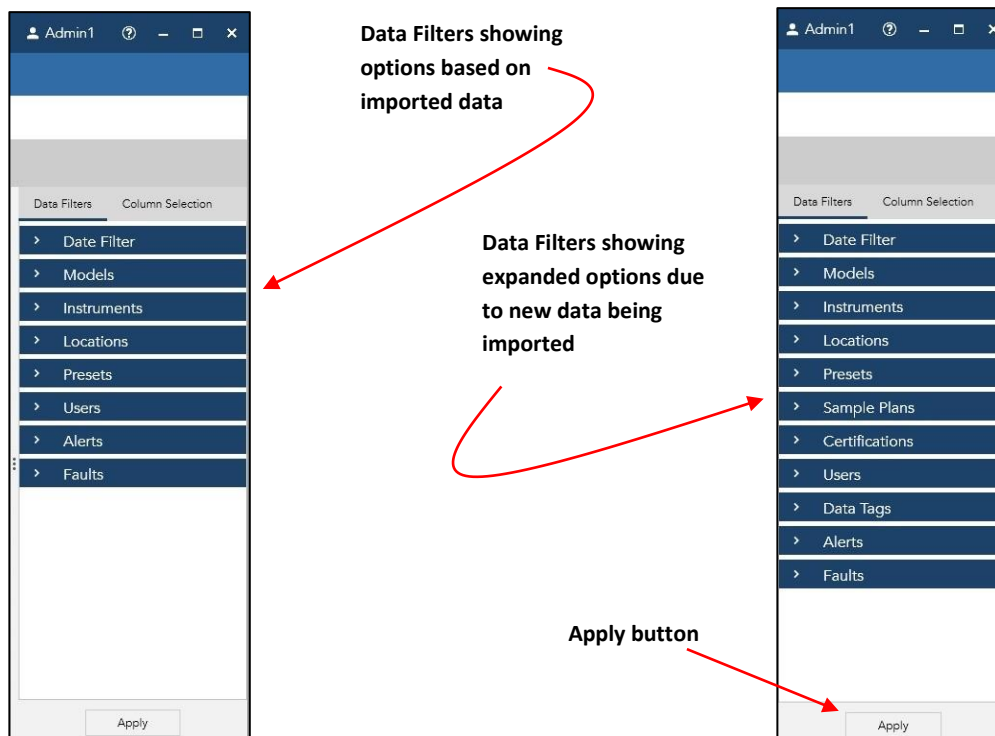 Admin1
Data Filters Column Selection
Date Filter
Models
Instruments
Locations
Presets
Users
Alerts
Faults
Apply
Data Filters showing
options based on
imported data
Data Filters showing
expanded options due
to new data being
imported
Apply button
Admin1
Data Filters Column Selection
Date Filter
Models
Instruments
Locations
Presets
Sample Plans
Certifications
Users
Data Tags
Alerts
Faults
Apply